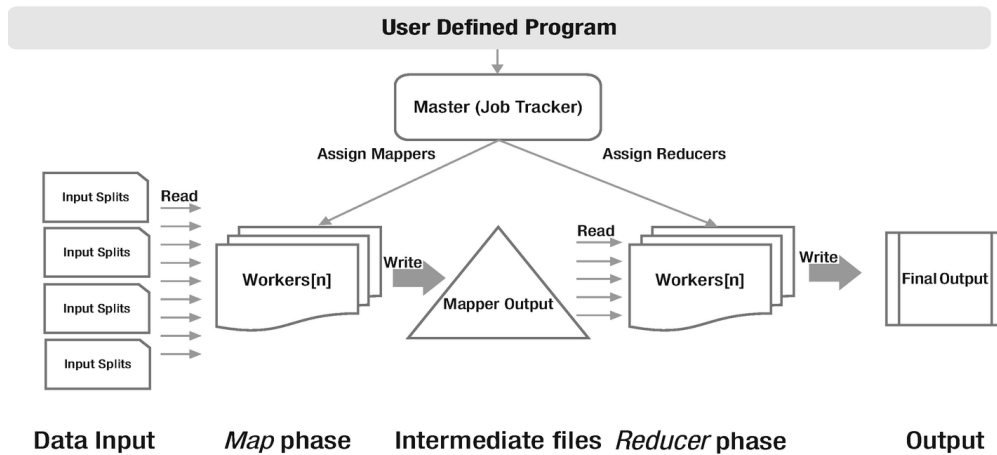 User Defined Program
Master (Job Tracker)
Assign Mappers
Assign Reducers
Input Splits
Read
Input Splits
Input Splits
Input Splits
Workers[n]
Write
Mapper Output
Read
Workers[n]
Write
Final Output
Data Input
Map phase
Intermediate files
Reducer phase
Output